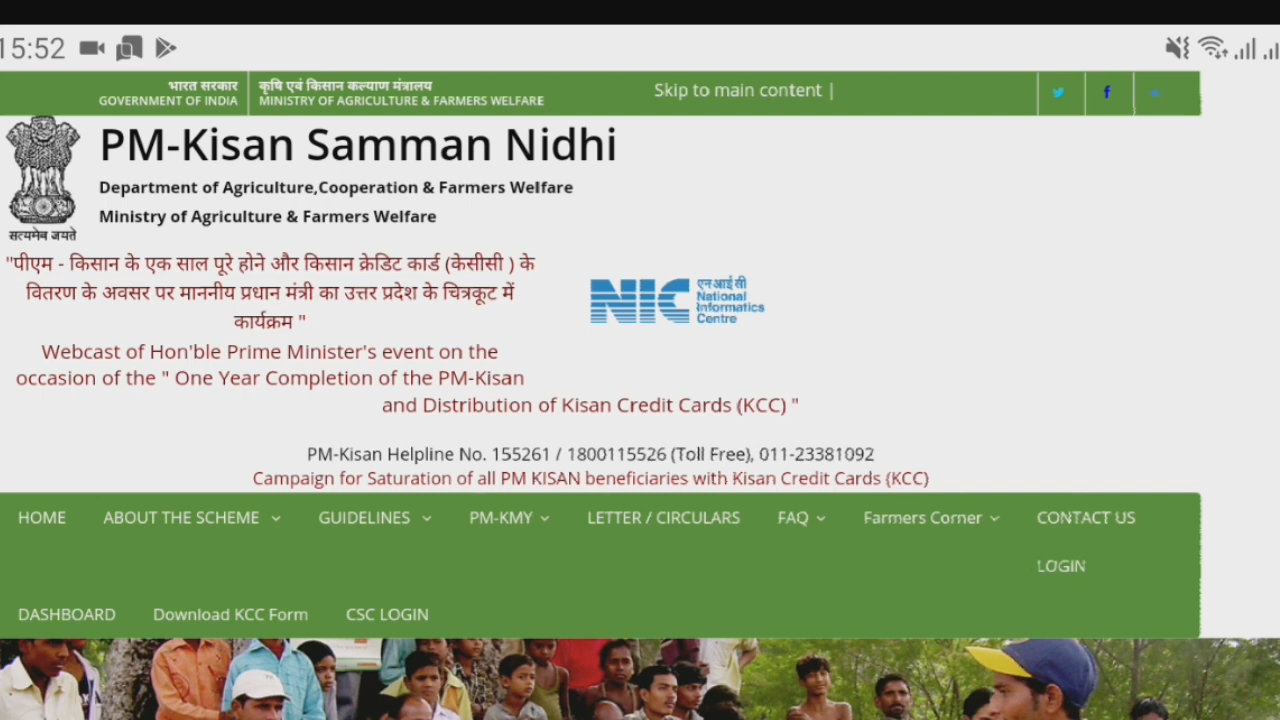 15:52
भारत सरकार
GOVERNMENT OF INDIA
कृषि एवं किसान कल्याण मंत्रालय
MINISTRY OF AGRICULTURE & FARMERS WELFARE
Skip to main content |
PM-Kisan Samman Nidhi
Department of Agriculture,Cooperation & Farmers Welfare
Ministry of Agriculture & Farmers Welfare
सत्यमेव जयते
"पीएम - किसान के एक साल पूरे होने और किसान क्रेडिट कार्ड (केसीसी ) के
वितरण के अवसर पर माननीय प्रधान मंत्री का उत्तर प्रदेश के चित्रकूट में
कार्यक्रम "
NIC
एन आई सी
National
Informatics
Centre
Webcast of Hon'ble Prime Minister's event on the
occasion of the " One Year Completion of the PM-Kisan
and Distribution of Kisan Credit Cards (KCC) "
PM-Kisan Helpline No. 155261 / 1800115526 (Toll Free), 011-23381092
Campaign for Saturation of all PM KISAN beneficiaries with Kisan Credit Cards (KCC)
HOME ABOUT THE SCHEME GUIDELINES PM-KMY LETTER / CIRCULARS FAQ Farmers Corner CONTACT US
LOGIN
DASHBOARD Download KCC Form CSC LOGIN